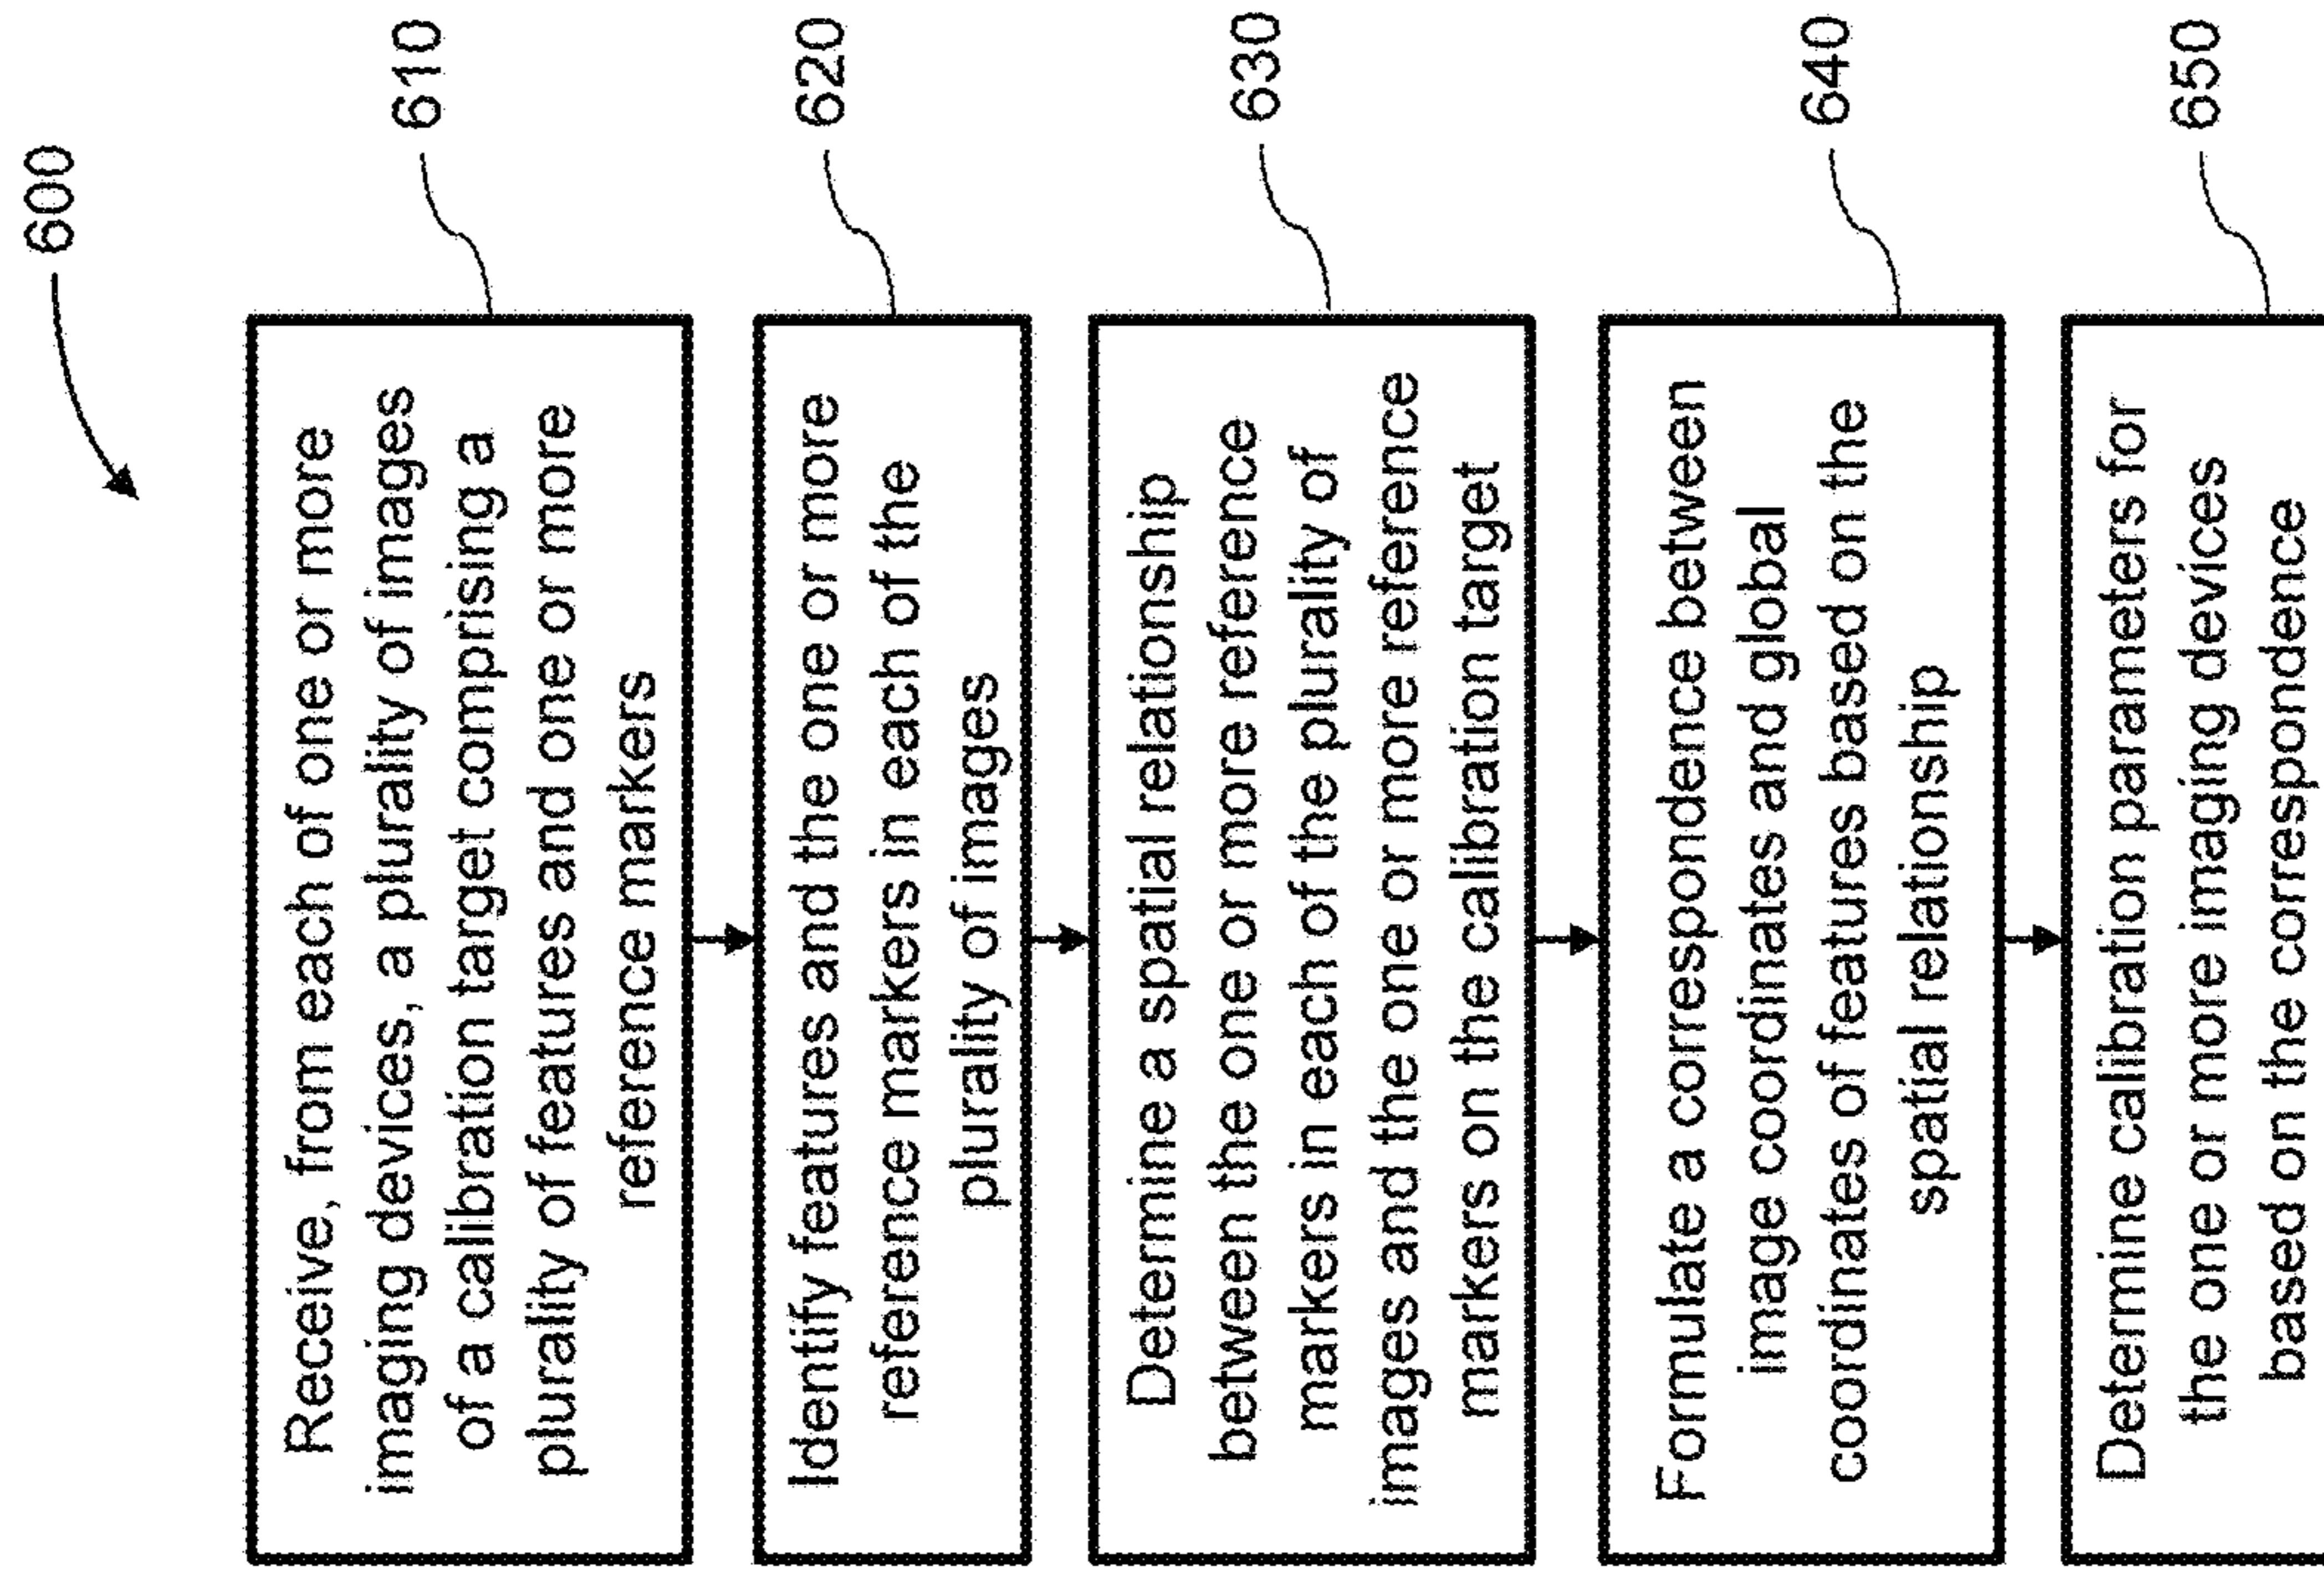 600
Receive, from each of one or more
imaging devices, a plurality of images
of a calibration target comprising a
plurality of features and one or more
reference markers
610
Identify features and the one or more
reference markers in each of the
plurality of images
620
Determine a spatial relationship
between the one or more reference
markers in each of the plurality of
images and the one or more reference
markers on the calibration target
630
Formulate a correspondence between
image coordinates and global
coordinates of features based on the
spatial relationship
640
Determine calibration parameters for
the one or more imaging devices
based on the correspondence
650